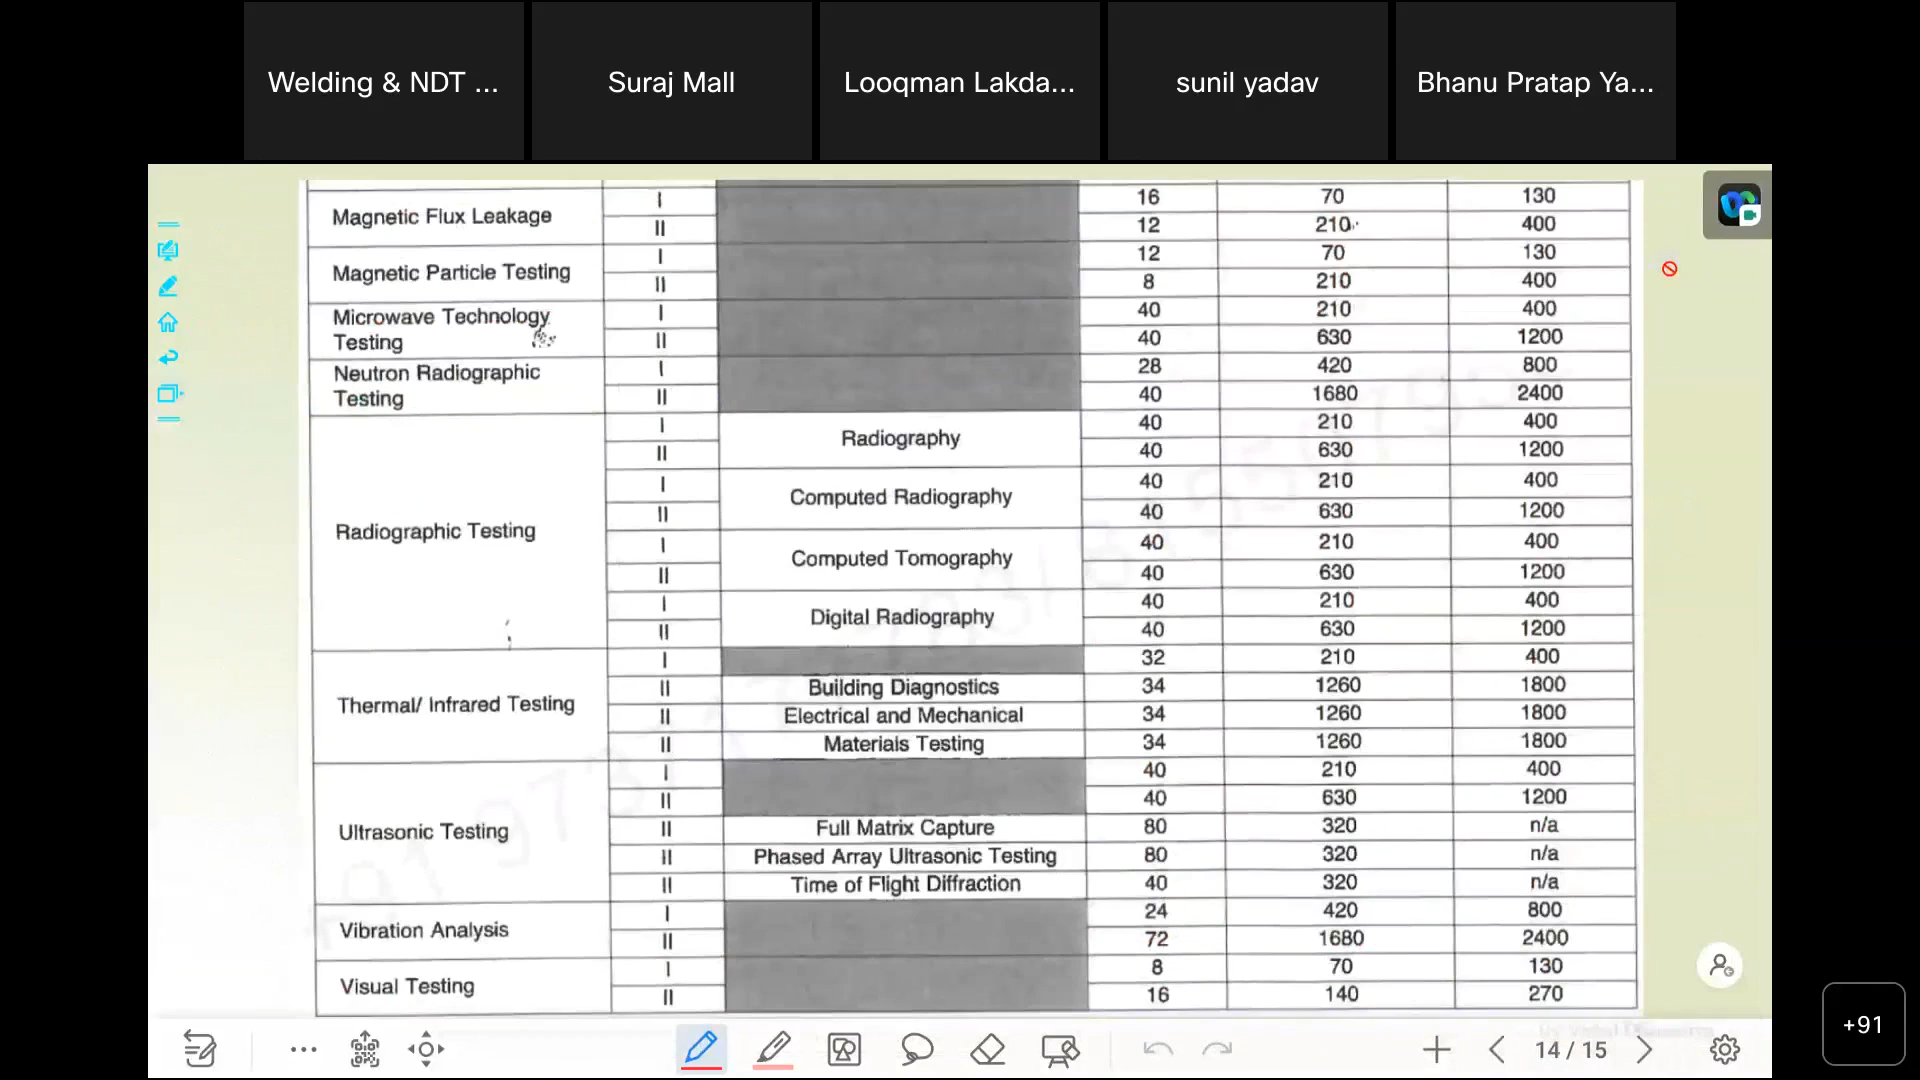 Welding & NDT ...
Suraj Mall
Looqman Lakda...
sunil yadav
Bhanu Pratap Ya...
Magnetic Flux Leakage
I 16 70 130
II 12 210 400
Magnetic Particle Testing
I 12 70 130
II 8 210 400
Microwave Technology
Testing
I 40 210 400
II 40 630 1200
Neutron Radiographic
Testing
I 28 420 800
II 40 1680 2400
Radiographic Testing
Radiography
I 40 210 400
II 40 630 1200
Computed Radiography
I 40 210 400
II 40 630 1200
Computed Tomography
I 40 210 400
II 40 630 1200
Digital Radiography
I 40 210 400
II 40 630 1200
Thermal/ Infrared Testing
I 32 210 400
II Building Diagnostics 34 1260 1800
II Electrical and Mechanical 34 1260 1800
II Materials Testing 34 1260 1800
Ultrasonic Testing
I 40 210 400
II 40 630 1200
II Full Matrix Capture 80 320 n/a
II Phased Array Ultrasonic Testing 80 320 n/a
II Time of Flight Diffraction 40 320 n/a
Vibration Analysis
I 24 420 800
II 72 1680 2400
Visual Testing
I 8 70 130
II 16 140 270
14 / 15
+91